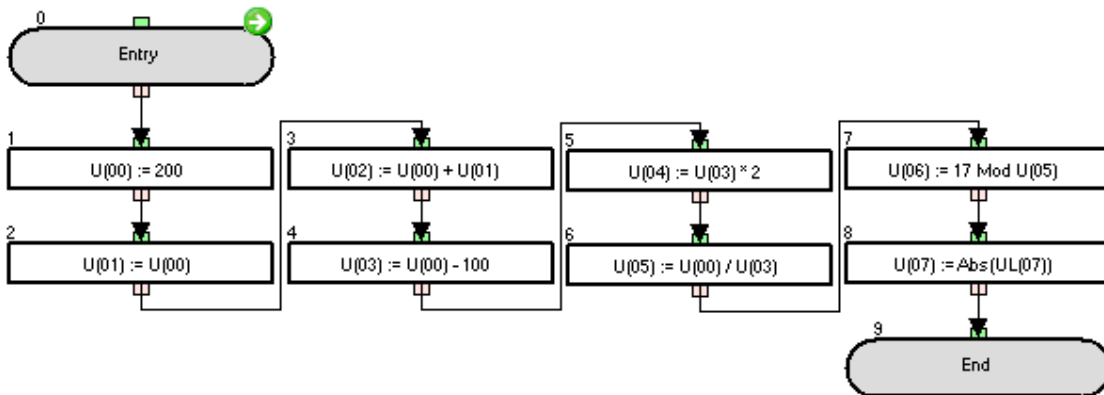 0
Entry
1
U(00) := 200
2
U(01) := U(00)
3
U(02) := U(00) + U(01)
4
U(03) := U(00) - 100
5
U(04) := U(03) * 2
6
U(05) := U(00) / U(03)
7
U(06) := 17 Mod U(05)
8
U(07) := Abs(UL(07))
9
End